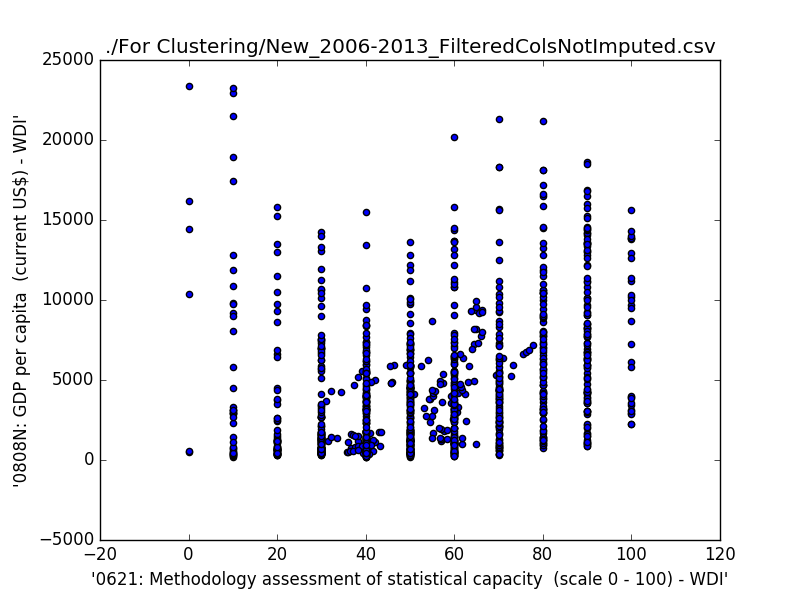 ./For Clustering/New_2006-2013_FilteredColsNotImputed.csv
25000
20000
15000
10000
5000
0
−5000
'0808N: GDP per capita (current US$) - WDI'
−20 0 20 40 60 80 100 120
'0621: Methodology assessment of statistical capacity (scale 0 - 100) - WDI'